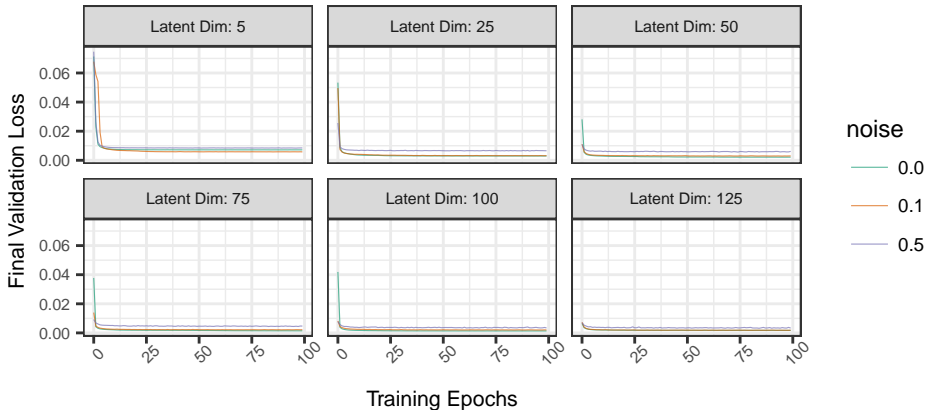 Latent Dim: 5
Latent Dim: 25
Latent Dim: 50
0.06
0.04
0.02
0.00
Latent Dim: 75
Latent Dim: 100
Latent Dim: 125
0.06
0.04
0.02
0.00
0 25 50 75 100
0 25 50 75 100
0 25 50 75 100
Training Epochs
Final Validation Loss
noise
0.0
0.1
0.5